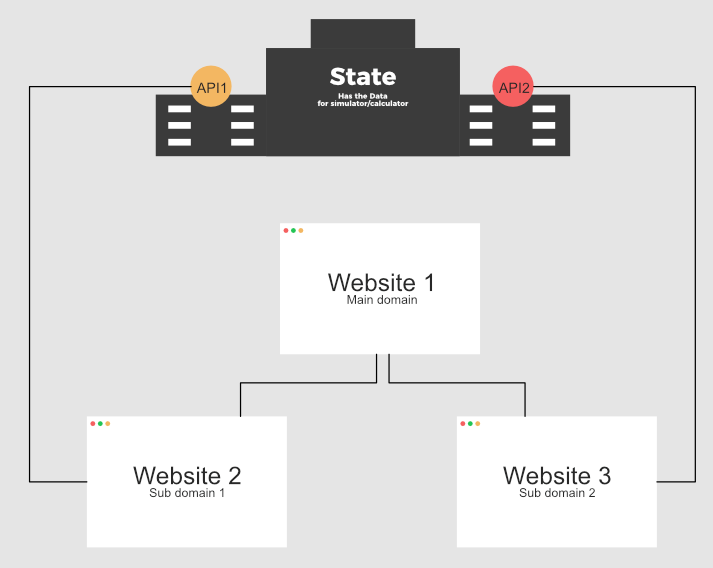 State
Has the Data
for simulator/calculator
API1
API2
Website 1
Main domain
Website 2
Sub domain 1
Website 3
Sub domain 2